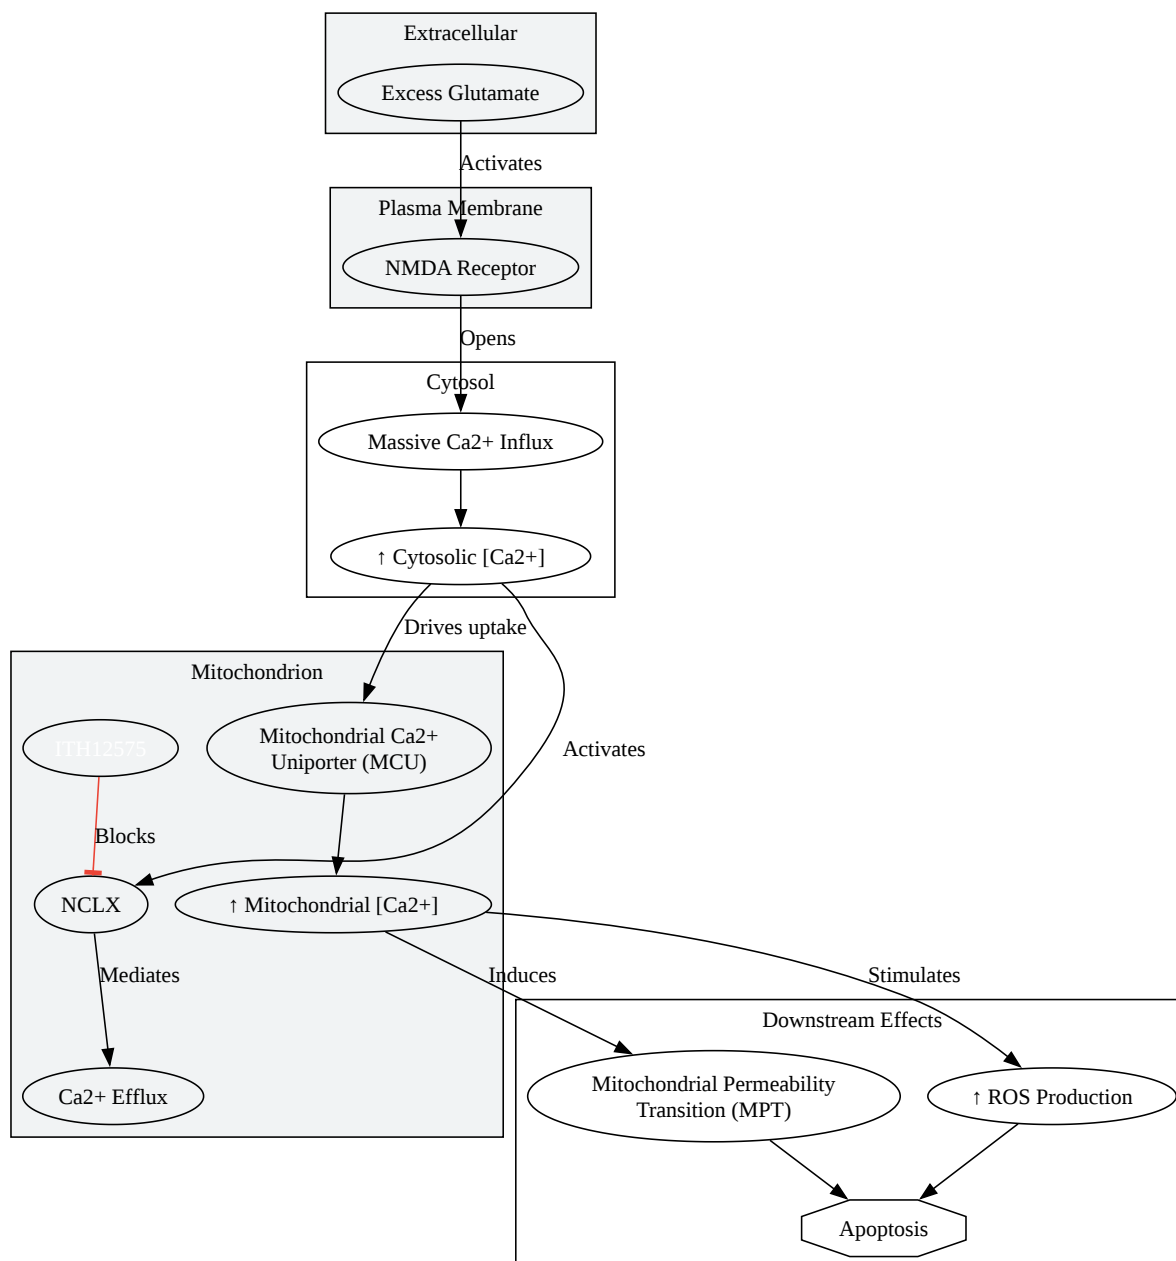 Extracellular
Excess Glutamate
Activates
Plasma Membrane
NMDA Receptor
Opens
Cytosol
Massive Ca2+ Influx
↑ Cytosolic [Ca2+]
Drives uptake
Mitochondrion
ITH12575
Mitochondrial Ca2+
Uniporter (MCU)
Activates
Blocks
NCLX
↑ Mitochondrial [Ca2+]
Mediates
Induces
Stimulates
Downstream Effects
Ca2+ Efflux
Mitochondrial Permeability
Transition (MPT)
↑ ROS Production
Apoptosis